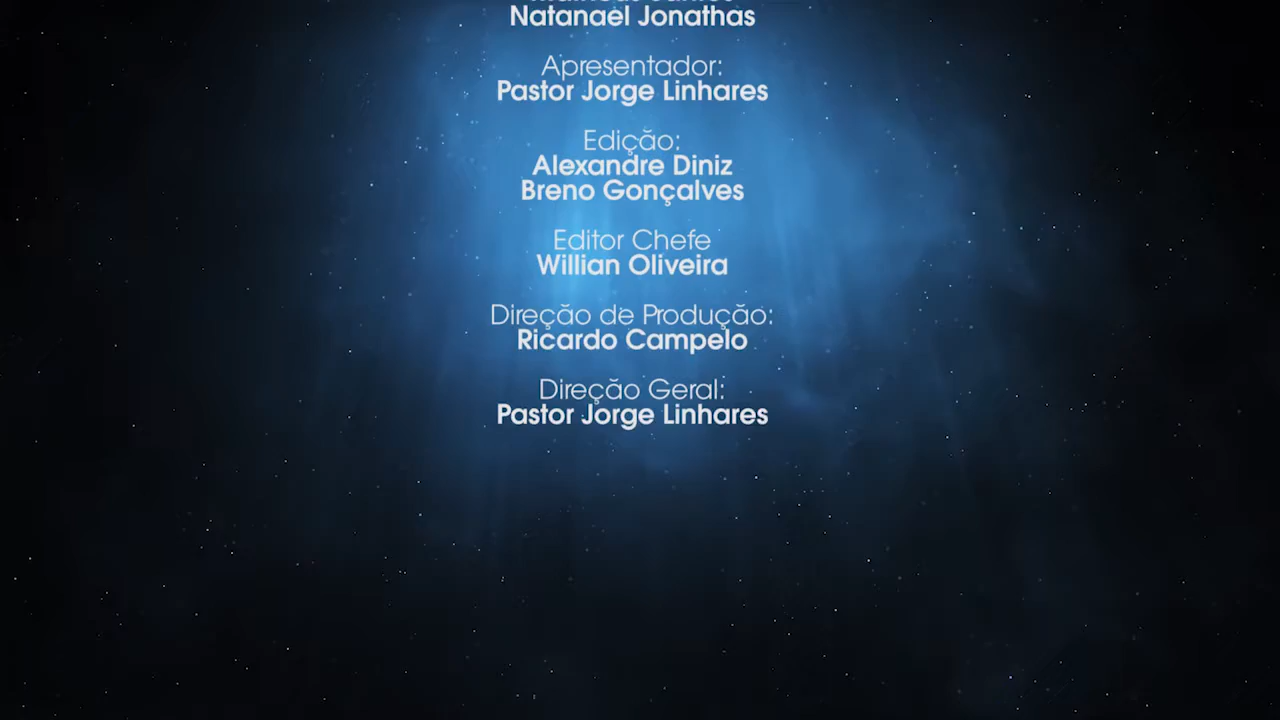 Natanael Jonathas
Apresentador:
Pastor Jorge Linhares
Edição:
Alexandre Diniz
Breno Gonçalves
Editor Chefe
Willian Oliveira
Direção de Produção:
Ricardo Campelo
Direção Geral:
Pastor Jorge Linhares